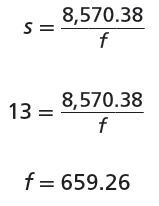 s = 8,570.38 / f
13 = 8,570.38 / f
f = 659.26